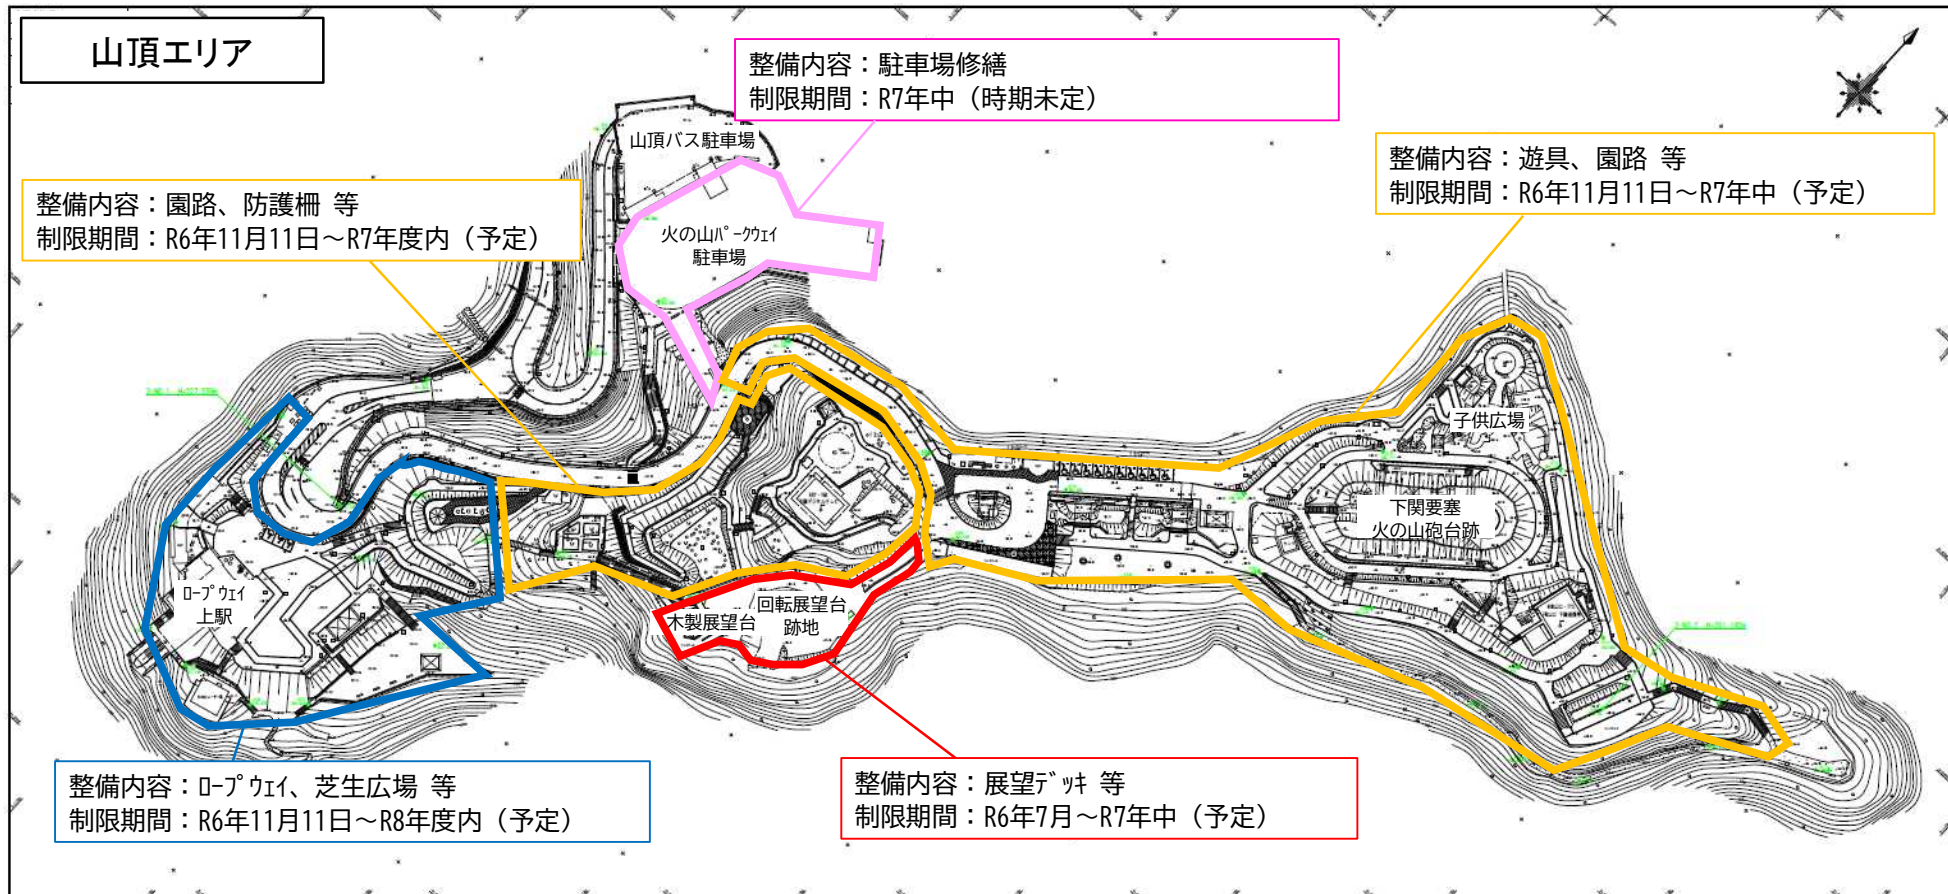 山頂エリア
整備内容：駐車場修繕
制限期間：R7年中（時期未定）
山頂バス駐車場
整備内容：遊具、園路 等
制限期間：R6年11月11日～R7年中（予定）
整備内容：園路、防護柵 等
制限期間：R6年11月11日～R7年度内（予定）
火の山ﾊﾟｰｸｳｪｲ
駐車場
子供広場
下関要塞
火の山砲台跡
ﾛｰﾌﾟｳｪｲ
上駅
回転展望台
跡地
木製展望台
整備内容：ﾛｰﾌﾟｳｪｲ、芝生広場 等
制限期間：R6年11月11日～R8年度内（予定）
整備内容：展望ﾃﾞｯｷ 等
制限期間：R6年7月～R7年中（予定）